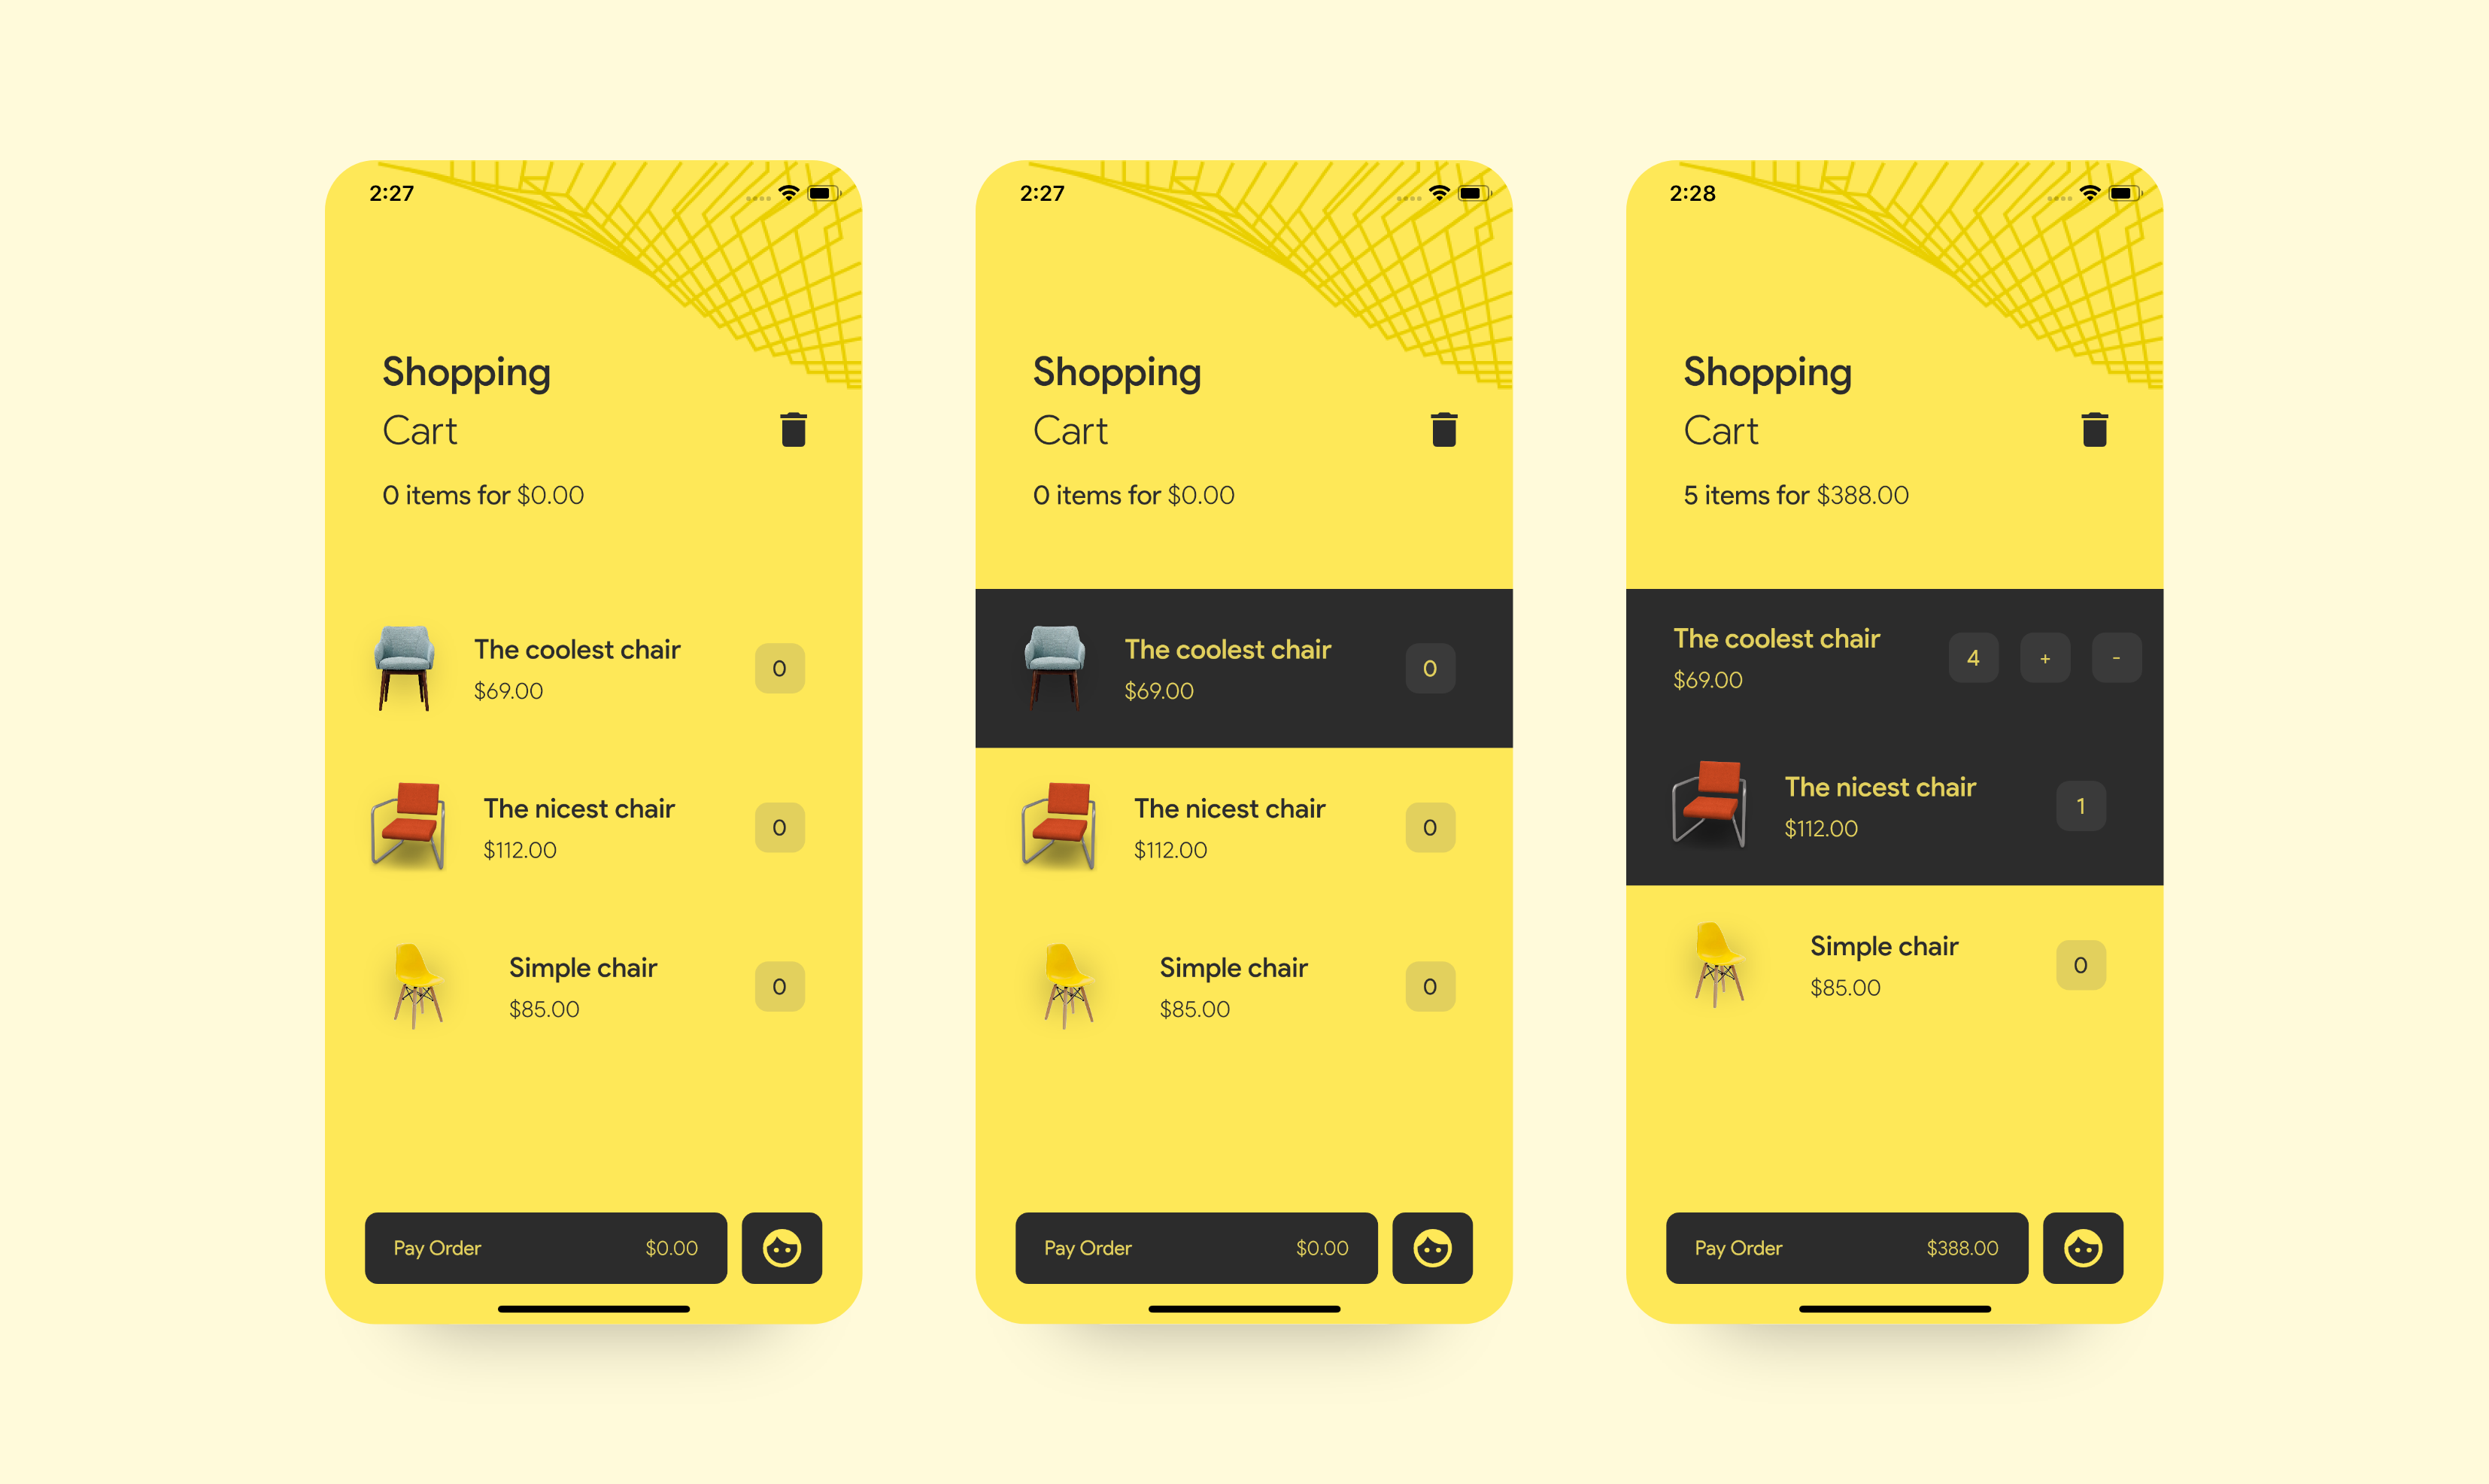 2:27
Shopping
Cart
0 items for $0.00
The coolest chair
$69.00
0
The nicest chair
$112.00
0
Simple chair
$85.00
0
Pay Order $0.00
2:27
Shopping
Cart
0 items for $0.00
The coolest chair
$69.00
0
The nicest chair
$112.00
0
Simple chair
$85.00
0
Pay Order $0.00
2:28
Shopping
Cart
5 items for $388.00
The coolest chair
$69.00
4 + -
The nicest chair
$112.00
1
Simple chair
$85.00
0
Pay Order $388.00